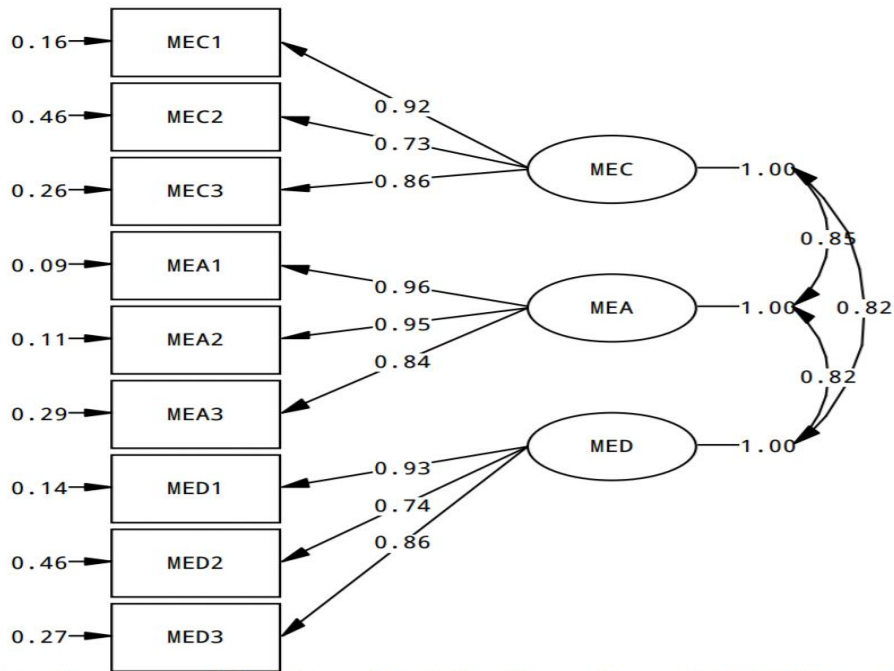 0.16 MEC1
0.92
0.46 MEC2
0.73
MEC 1.00
0.26 MEC3
0.86
0.85
0.09 MEA1
0.96
MEA 1.00
0.82
0.11 MEA2
0.95
0.84
0.82
0.29 MEA3
MED 1.00
0.14 MED1
0.93
0.74
0.46 MED2
0.86
0.27 MED3